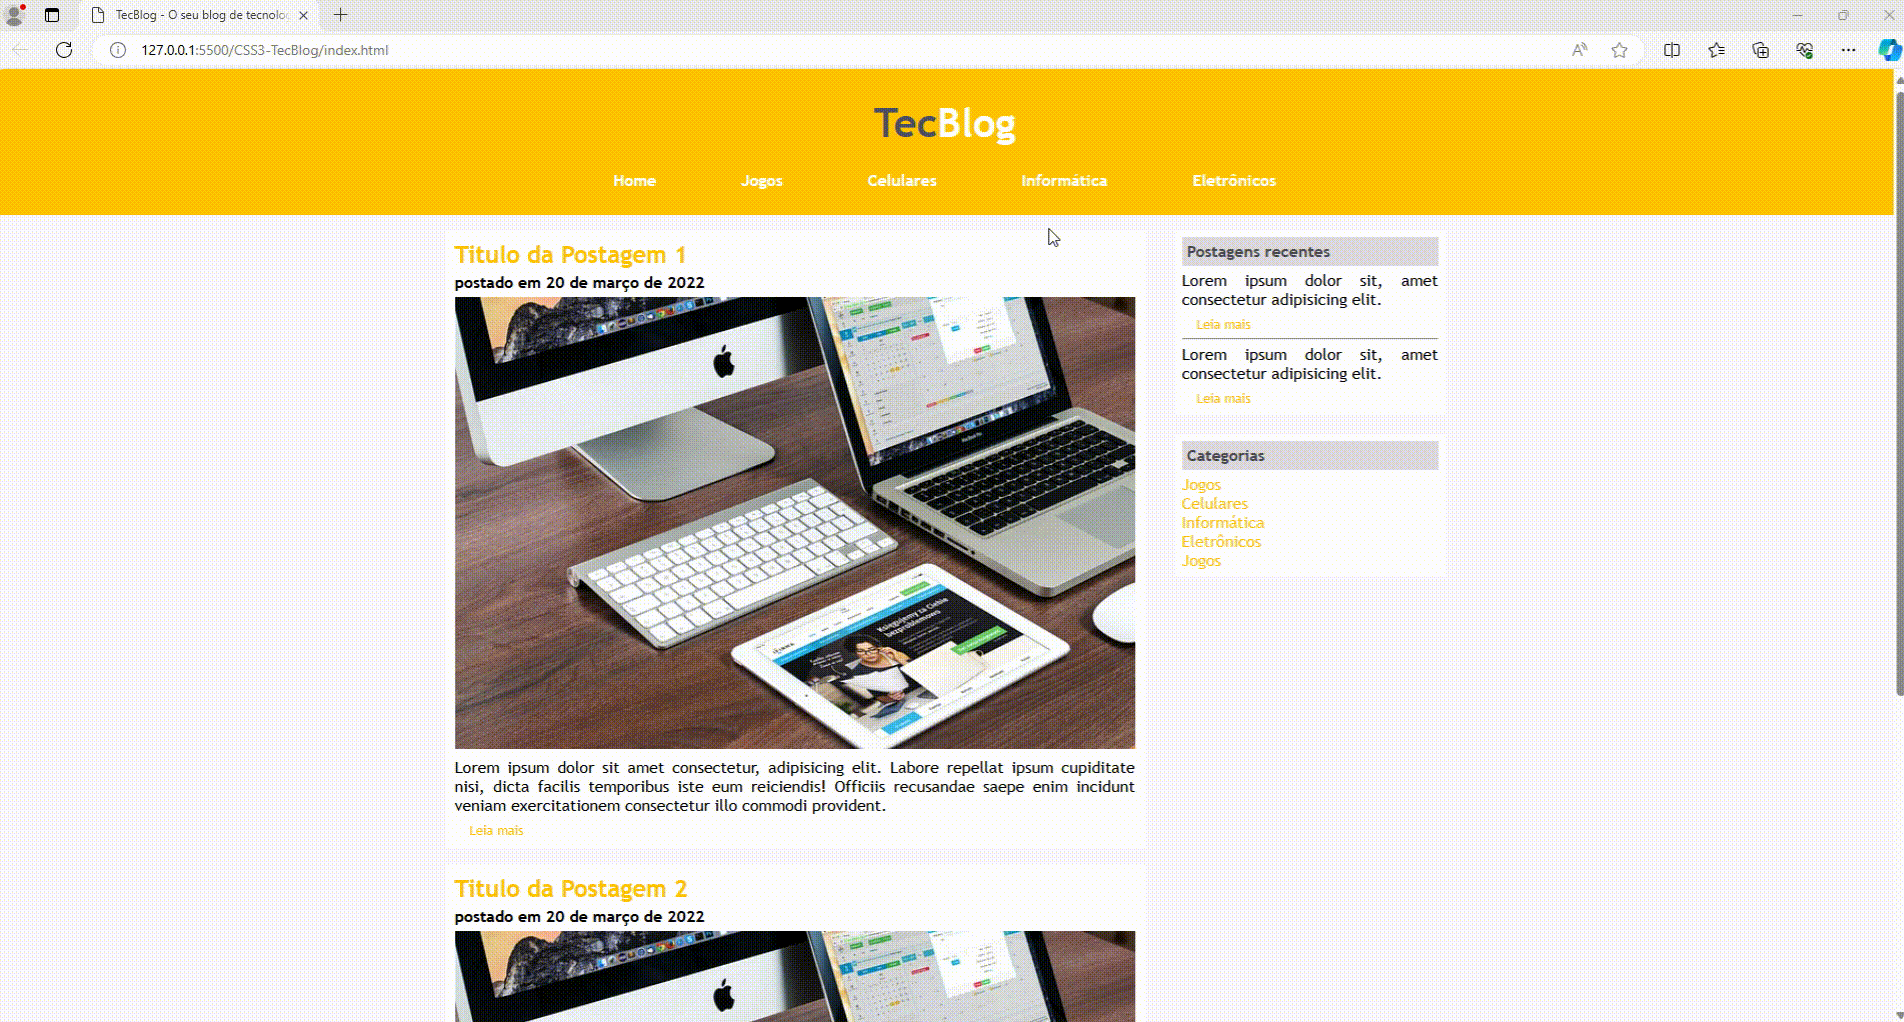 TecBlog - O seu blog de tecnolo
127.0.0.1:5500/CSS3-TecBlog/index.html
TecBlog
Home Jogos Celulares Informática Eletrônicos
Titulo da Postagem 1
postado em 20 de março de 2022
Księgujemy za Ciebie
bezproblemowo
Lorem ipsum dolor sit amet consectetur, adipisicing elit. Labore repellat ipsum cupiditate
nisi, dicta facilis temporibus iste eum reiciendis! Officiis recusandae saepe enim incidunt
veniam exercitationem consectetur illo commodi provident.
Leia mais
Titulo da Postagem 2
postado em 20 de março de 2022
Postagens recentes
Lorem ipsum dolor sit, amet
consectetur adipisicing elit.
Leia mais
Lorem ipsum dolor sit, amet
consectetur adipisicing elit.
Leia mais
Categorias
Jogos
Celulares
Informática
Eletrônicos
Jogos